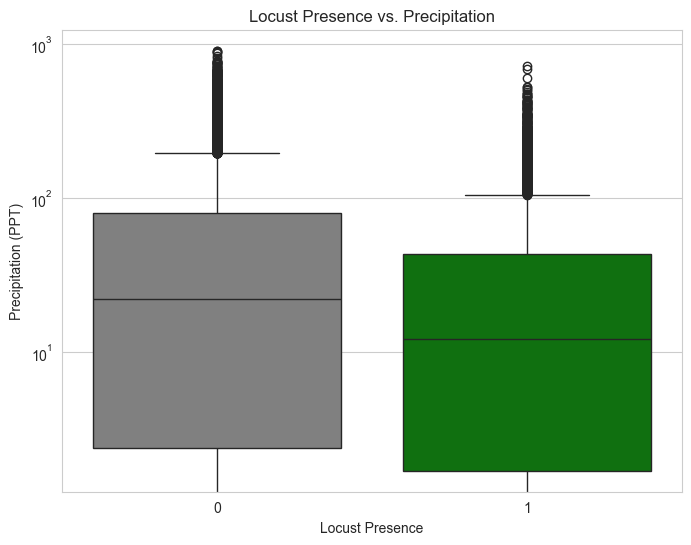 Locust Presence vs. Precipitation
Precipitation (PPT)
10³
10²
10¹
0 1
Locust Presence